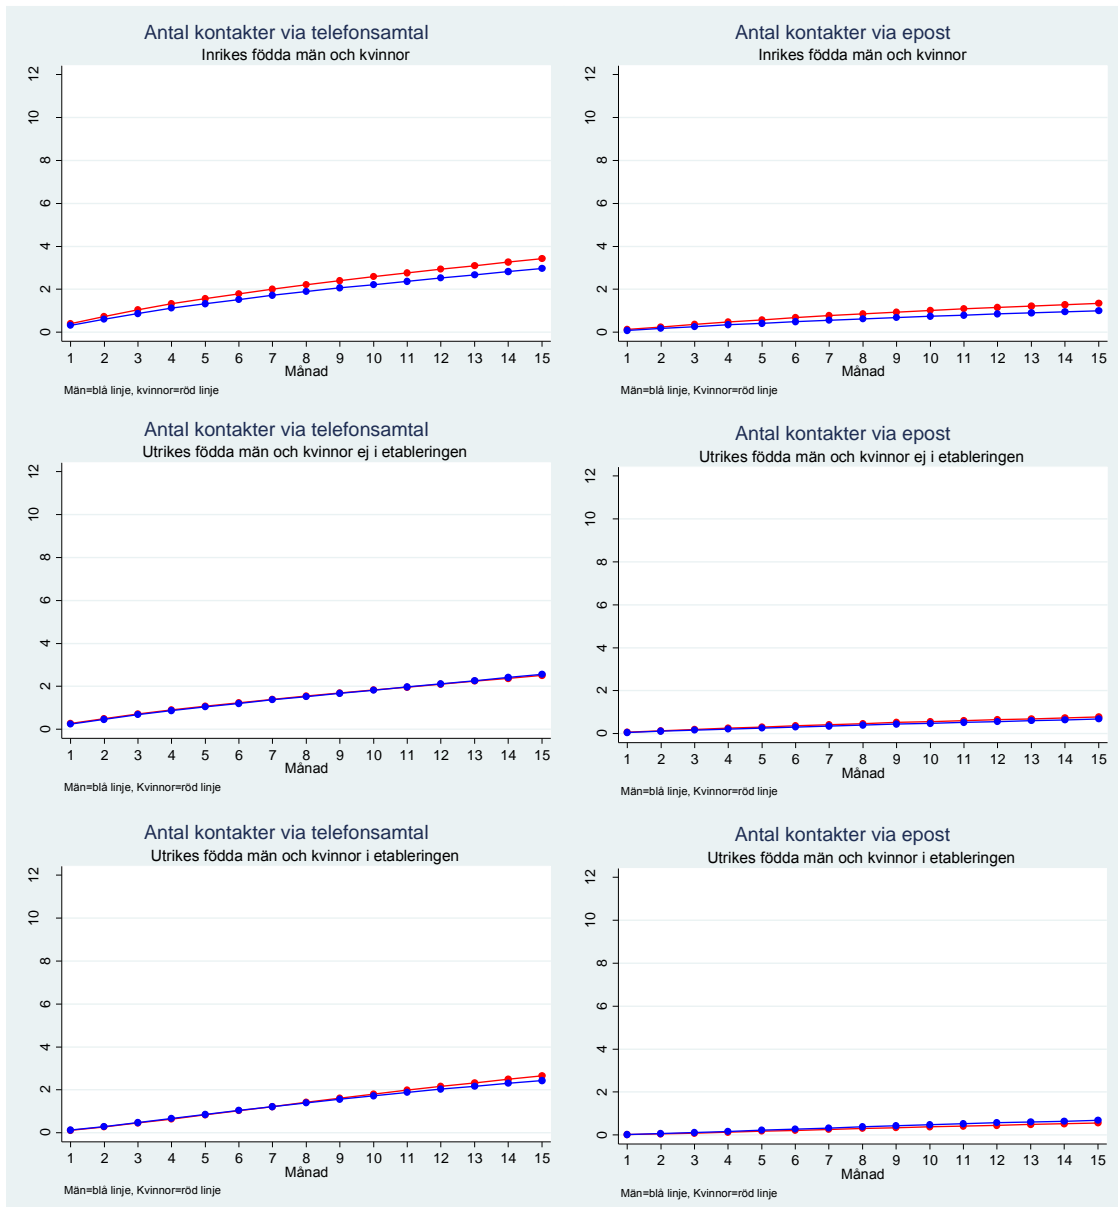 Antal kontakter via telefonsamtal
Inrikes födda män och kvinnor
12
10
8
6
4
2
0
1 2 3 4 5 6 7 8 9 10 11 12 13 14 15
Månad
Män=blå linje, kvinnor=röd linje
Antal kontakter via epost
Inrikes födda män och kvinnor
12
10
8
6
4
2
0
1 2 3 4 5 6 7 8 9 10 11 12 13 14 15
Månad
Män=blå linje, Kvinnor=röd linje
Antal kontakter via telefonsamtal
Utrikes födda män och kvinnor ej i etableringen
12
10
8
6
4
2
0
1 2 3 4 5 6 7 8 9 10 11 12 13 14 15
Månad
Män=blå linje, Kvinnor=röd linje
Antal kontakter via epost
Utrikes födda män och kvinnor ej i etableringen
12
10
8
6
4
2
0
1 2 3 4 5 6 7 8 9 10 11 12 13 14 15
Månad
Män=blå linje, Kvinnor=röd linje
Antal kontakter via telefonsamtal
Utrikes födda män och kvinnor i etableringen
12
10
8
6
4
2
0
1 2 3 4 5 6 7 8 9 10 11 12 13 14 15
Månad
Män=blå linje, Kvinnor=röd linje
Antal kontakter via epost
Utrikes födda män och kvinnor i etableringen
12
10
8
6
4
2
0
1 2 3 4 5 6 7 8 9 10 11 12 13 14 15
Månad
Män=blå linje, Kvinnor=röd linje